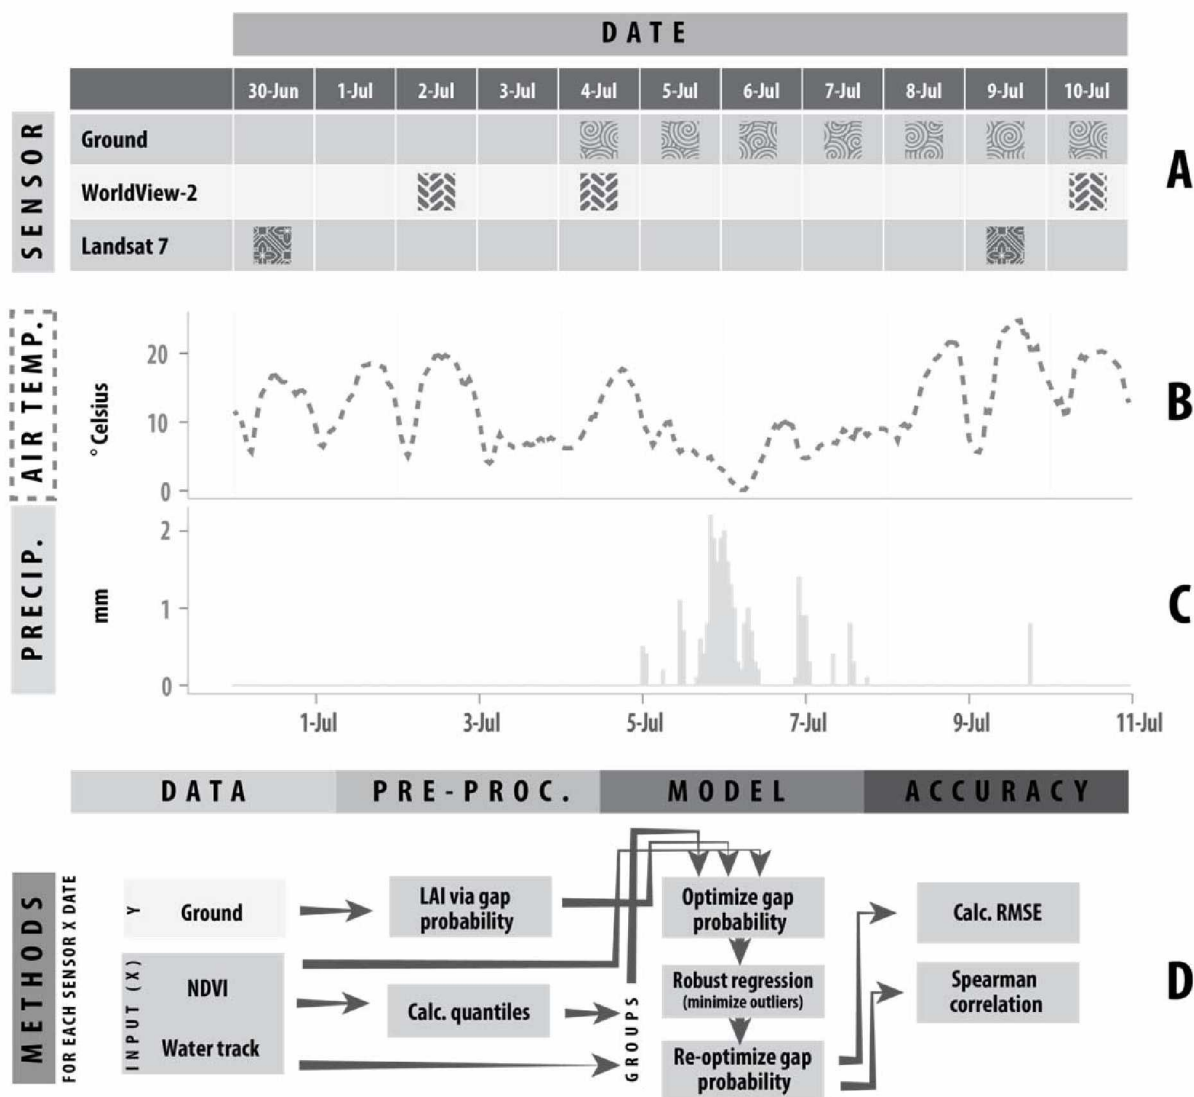 DATE
30-Jun 1-Jul 2-Jul 3-Jul 4-Jul 5-Jul 6-Jul 7-Jul 8-Jul 9-Jul 10-Jul
SENSOR
Ground
WorldView-2
Landsat 7
A
AIR TEMP.
° Celsius
20
10
0
B
PRECIP.
mm
2
1
0
C
1-Jul 3-Jul 5-Jul 7-Jul 9-Jul 11-Jul
DATA PRE-PROC. MODEL ACCURACY
METHODS
FOR EACH SENSOR X DATE
Y
Ground
INPUT (X)
NDVI
Water track
LAI via gap
probability
Calc. quantiles
GROUPS
Optimize gap
probability
Robust regression
(minimize outliers)
Re-optimize gap
probability
Calc. RMSE
Spearman
correlation
D